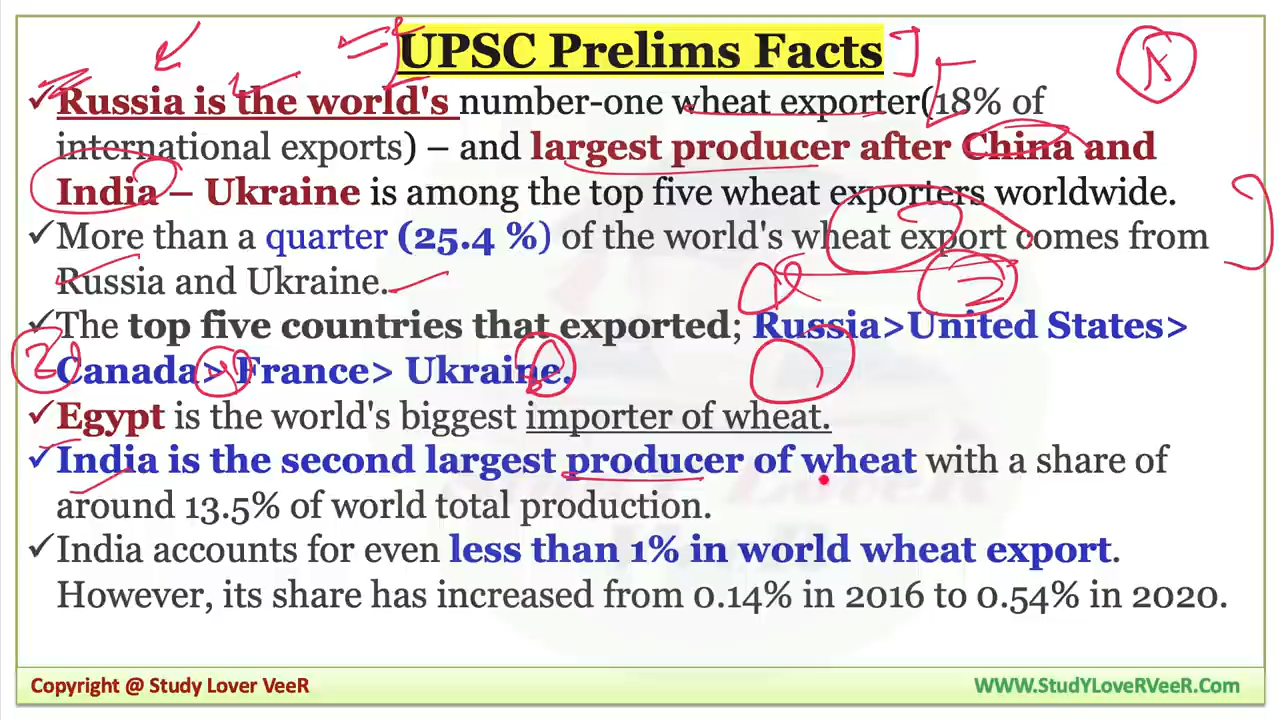 UPSC Prelims Facts
✓Russia is the world's number-one wheat exporter(18% of
international exports) – and largest producer after China and
India – Ukraine is among the top five wheat exporters worldwide.
✓More than a quarter (25.4 %) of the world's wheat export comes from
Russia and Ukraine.
✓The top five countries that exported; Russia>United States>
Canada> France> Ukraine.
✓Egypt is the world's biggest importer of wheat.
✓India is the second largest producer of wheat with a share of
around 13.5% of world total production.
✓India accounts for even less than 1% in world wheat export.
However, its share has increased from 0.14% in 2016 to 0.54% in 2020.
Copyright @ Study Lover VeeR
WWW.StuDYLoveRVeeR.Com